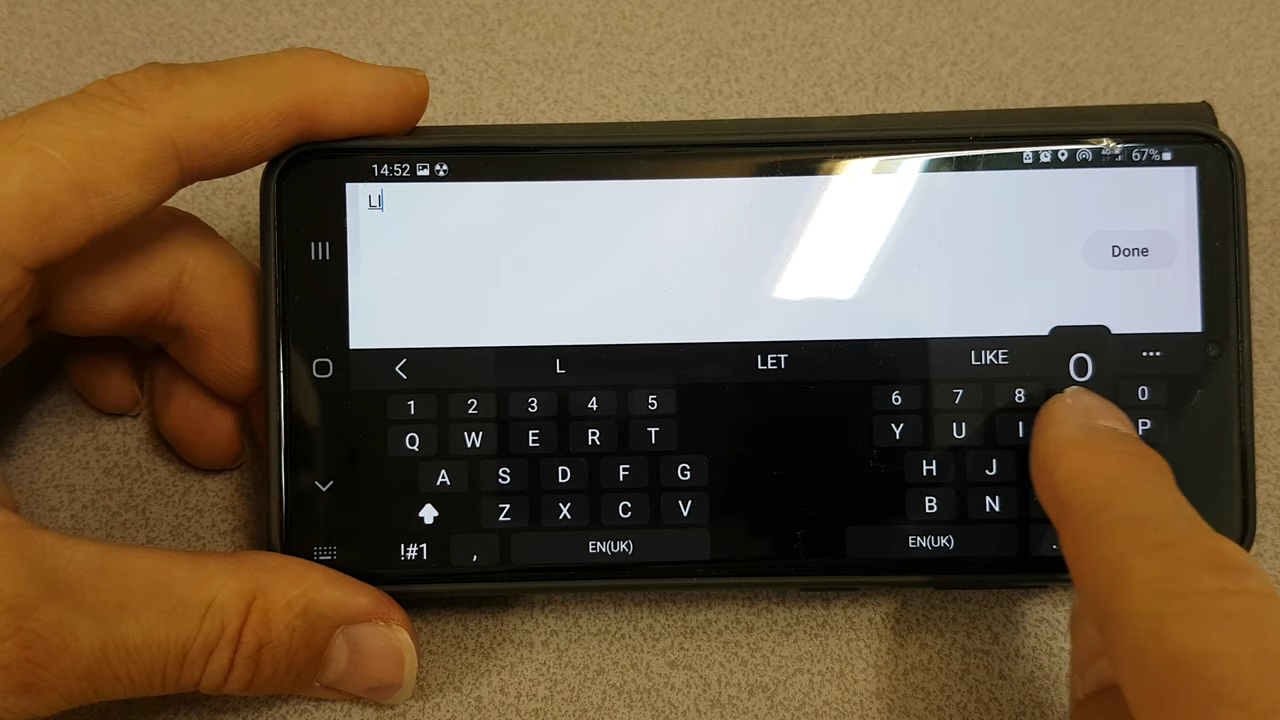 14:52 67%
LI
Done
L LET LIKE O ...
1 2 3 4 5 6 7 8 0
Q W E R T Y U I P
A S D F G H J
Z X C V B N
!#1 , EN(UK) EN(UK) .